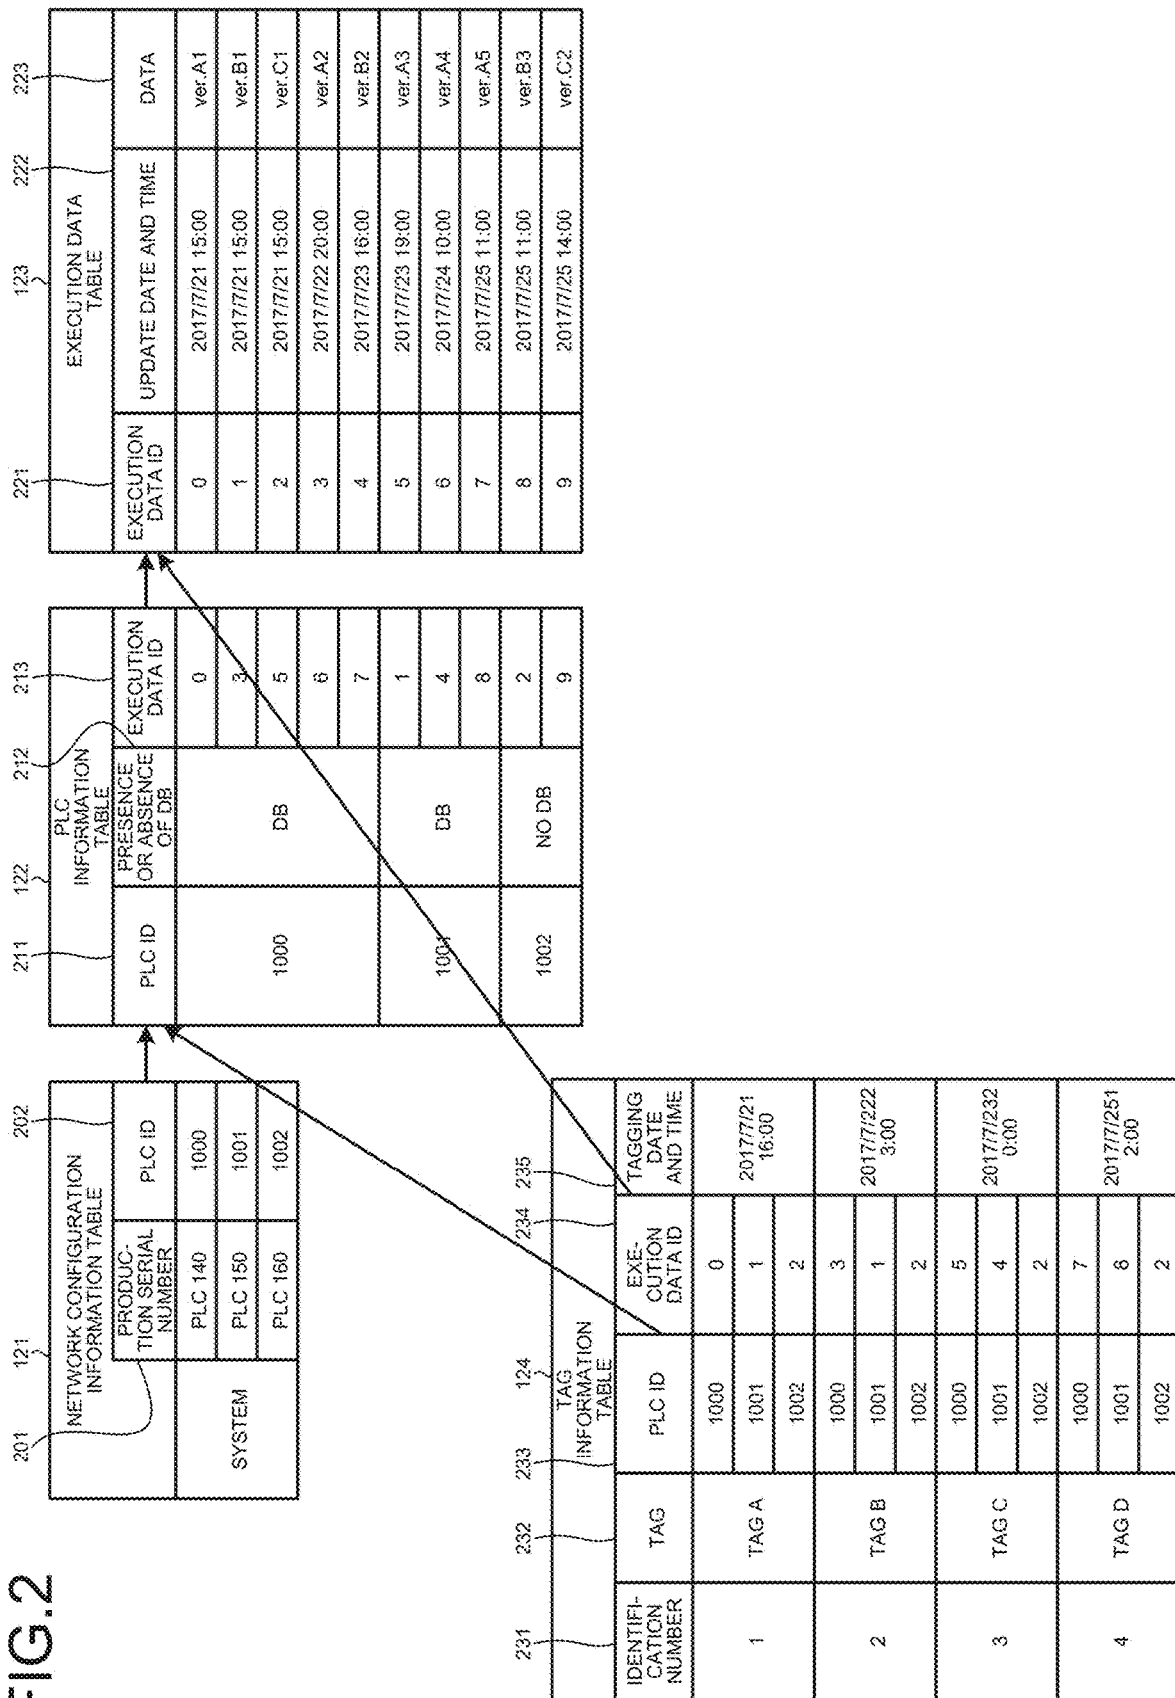 FIG.2
121
NETWORK CONFIGURATION
INFORMATION TABLE
201
202
PRODUC-
TION SERIAL
NUMBER
PLC ID
SYSTEM
PLC 140 1000
PLC 150 1001
PLC 160 1002
122
PLC
INFORMATION
TABLE
211
212
213
PLC ID
PRESENCE
OR ABSENCE
OF DB
EXECUTION
DATA ID
1000 DB 0
3
5
6
7
1001 DB 1
4
8
1002 NO DB 2
9
123
EXECUTION DATA
TABLE
221
222
223
EXECUTION
DATA ID
UPDATE DATE AND TIME
DATA
0 2017/7/21 15:00 ver.A1
1 2017/7/21 15:00 ver.B1
2 2017/7/21 15:00 ver.C1
3 2017/7/22 20:00 ver.A2
4 2017/7/23 16:00 ver.B2
5 2017/7/23 19:00 ver.A3
6 2017/7/24 10:00 ver.A4
7 2017/7/25 11:00 ver.A5
8 2017/7/25 11:00 ver.B3
9 2017/7/25 14:00 ver.C2
124
TAG
INFORMATION
TABLE
231
232
233
234
235
IDENTIFI-
CATION
NUMBER
TAG
PLC ID
EXE-
CUTION
DATA ID
TAGGING
DATE
AND TIME
1 TAG A 1000 0
1001 1
1002 2
2017/7/21
16:00
2 TAG B 1000 3
1001 1
1002 2
2017/7/222
3:00
3 TAG C 1000 5
1001 4
1002 2
2017/7/232
0:00
4 TAG D 1000 7
1001 8
1002 2
2017/7/251
2:00